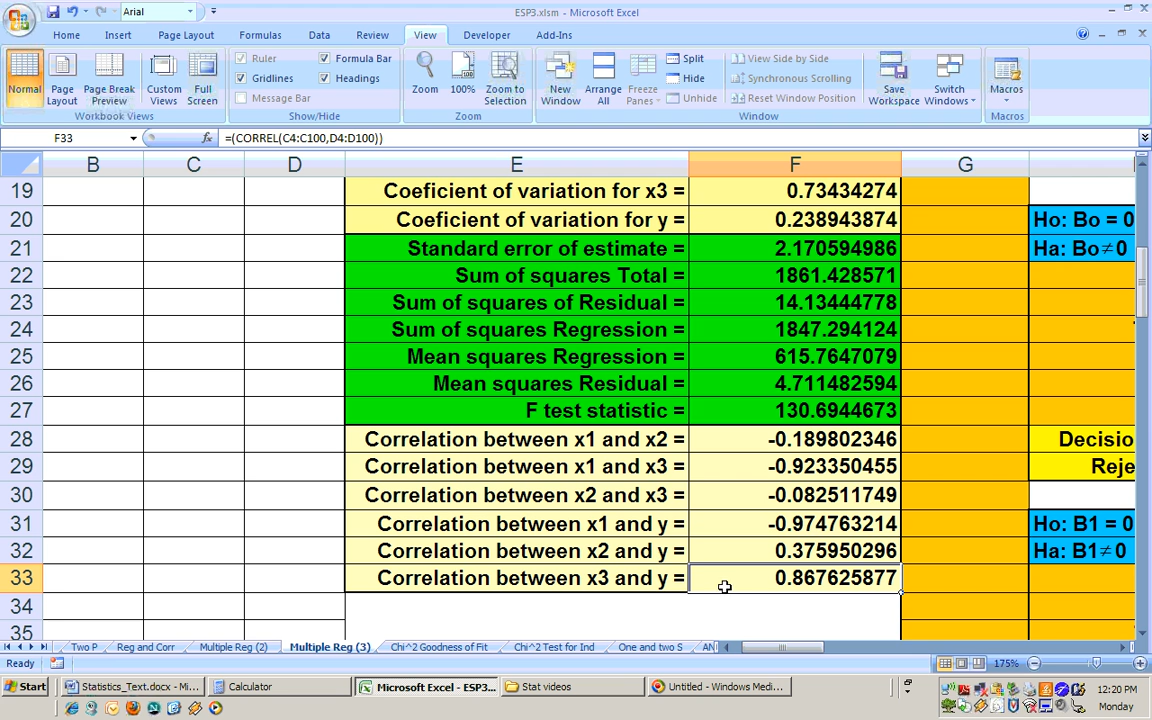 ESP3.xlsm - Microsoft Excel
Arial
Home Insert Page Layout Formulas Data Review View Developer Add-Ins
Normal Page Layout Page Break Preview Custom Views Full Screen
Workbook Views
Ruler Formula Bar
Gridlines Headings
Message Bar
Show/Hide
Zoom 100% Zoom to Selection
Zoom
New Window Arrange All Freeze Panes
Split
Hide
Unhide
View Side by Side
Synchronous Scrolling
Reset Window Position
Save Workspace Switch Windows
Window
Macros
Macros
F33 fx =(CORREL(C4:C100,D4:D100))
B C D E F G
19 Coeficient of variation for x3 = 0.73434274
20 Coeficient of variation for y = 0.238943874 Ho: Bo = 0
21 Standard error of estimate = 2.170594986 Ha: Bo≠0
22 Sum of squares Total = 1861.428571
23 Sum of squares of Residual = 14.13444778
24 Sum of squares Regression = 1847.294124
25 Mean squares Regression = 615.7647079
26 Mean squares Residual = 4.711482594
27 F test statistic = 130.6944673
28 Correlation between x1 and x2 = -0.189802346 Decisio
29 Correlation between x1 and x3 = -0.923350455 Reje
30 Correlation between x2 and x3 = -0.082511749
31 Correlation between x1 and y = -0.974763214 Ho: B1 = 0
32 Correlation between x2 and y = 0.375950296 Ha: B1≠0
33 Correlation between x3 and y = 0.867625877
34
35
Two P Reg and Corr Multiple Reg (2) Multiple Reg (3) Chi^2 Goodness of Fit Chi^2 Test for Ind One and two S AN
Ready 175%
Start Statistics_Text.docx - Mi... Calculator Microsoft Excel - ESP3... Stat videos Untitled - Windows Medi...
12:20 PM
Monday